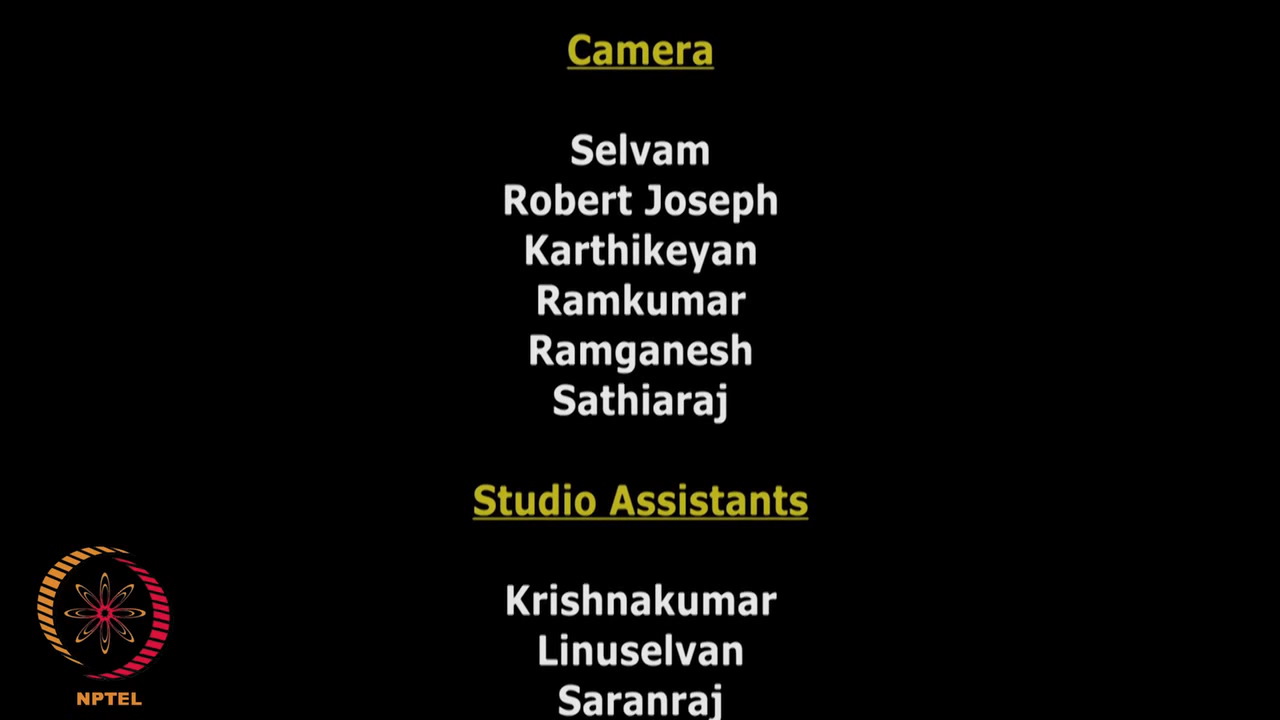 Camera
Selvam
Robert Joseph
Karthikeyan
Ramkumar
Ramganesh
Sathiaraj
Studio Assistants
Krishnakumar
Linuselvan
Saranraj
NPTEL